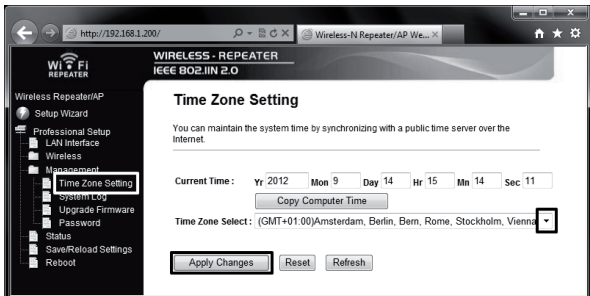 http://192.168.1.200/
Wireless-N Repeater/AP We...
Wi Fi
REPEATER
WIRELESS - REPEATER
IEEE 802.11N 2.0
Wireless Repeater/AP
Setup Wizard
Professional Setup
LAN Interface
Wireless
Management
Time Zone Setting
System Log
Upgrade Firmware
Password
Status
Save/Reload Settings
Reboot
Time Zone Setting
You can maintain the system time by synchronizing with a public time server over the
Internet.
Current Time : Yr 2012 Mon 9 Day 14 Hr 15 Mn 14 Sec 11
Copy Computer Time
Time Zone Select : (GMT+01:00)Amsterdam, Berlin, Bern, Rome, Stockholm, Vienna
Apply Changes Reset Refresh